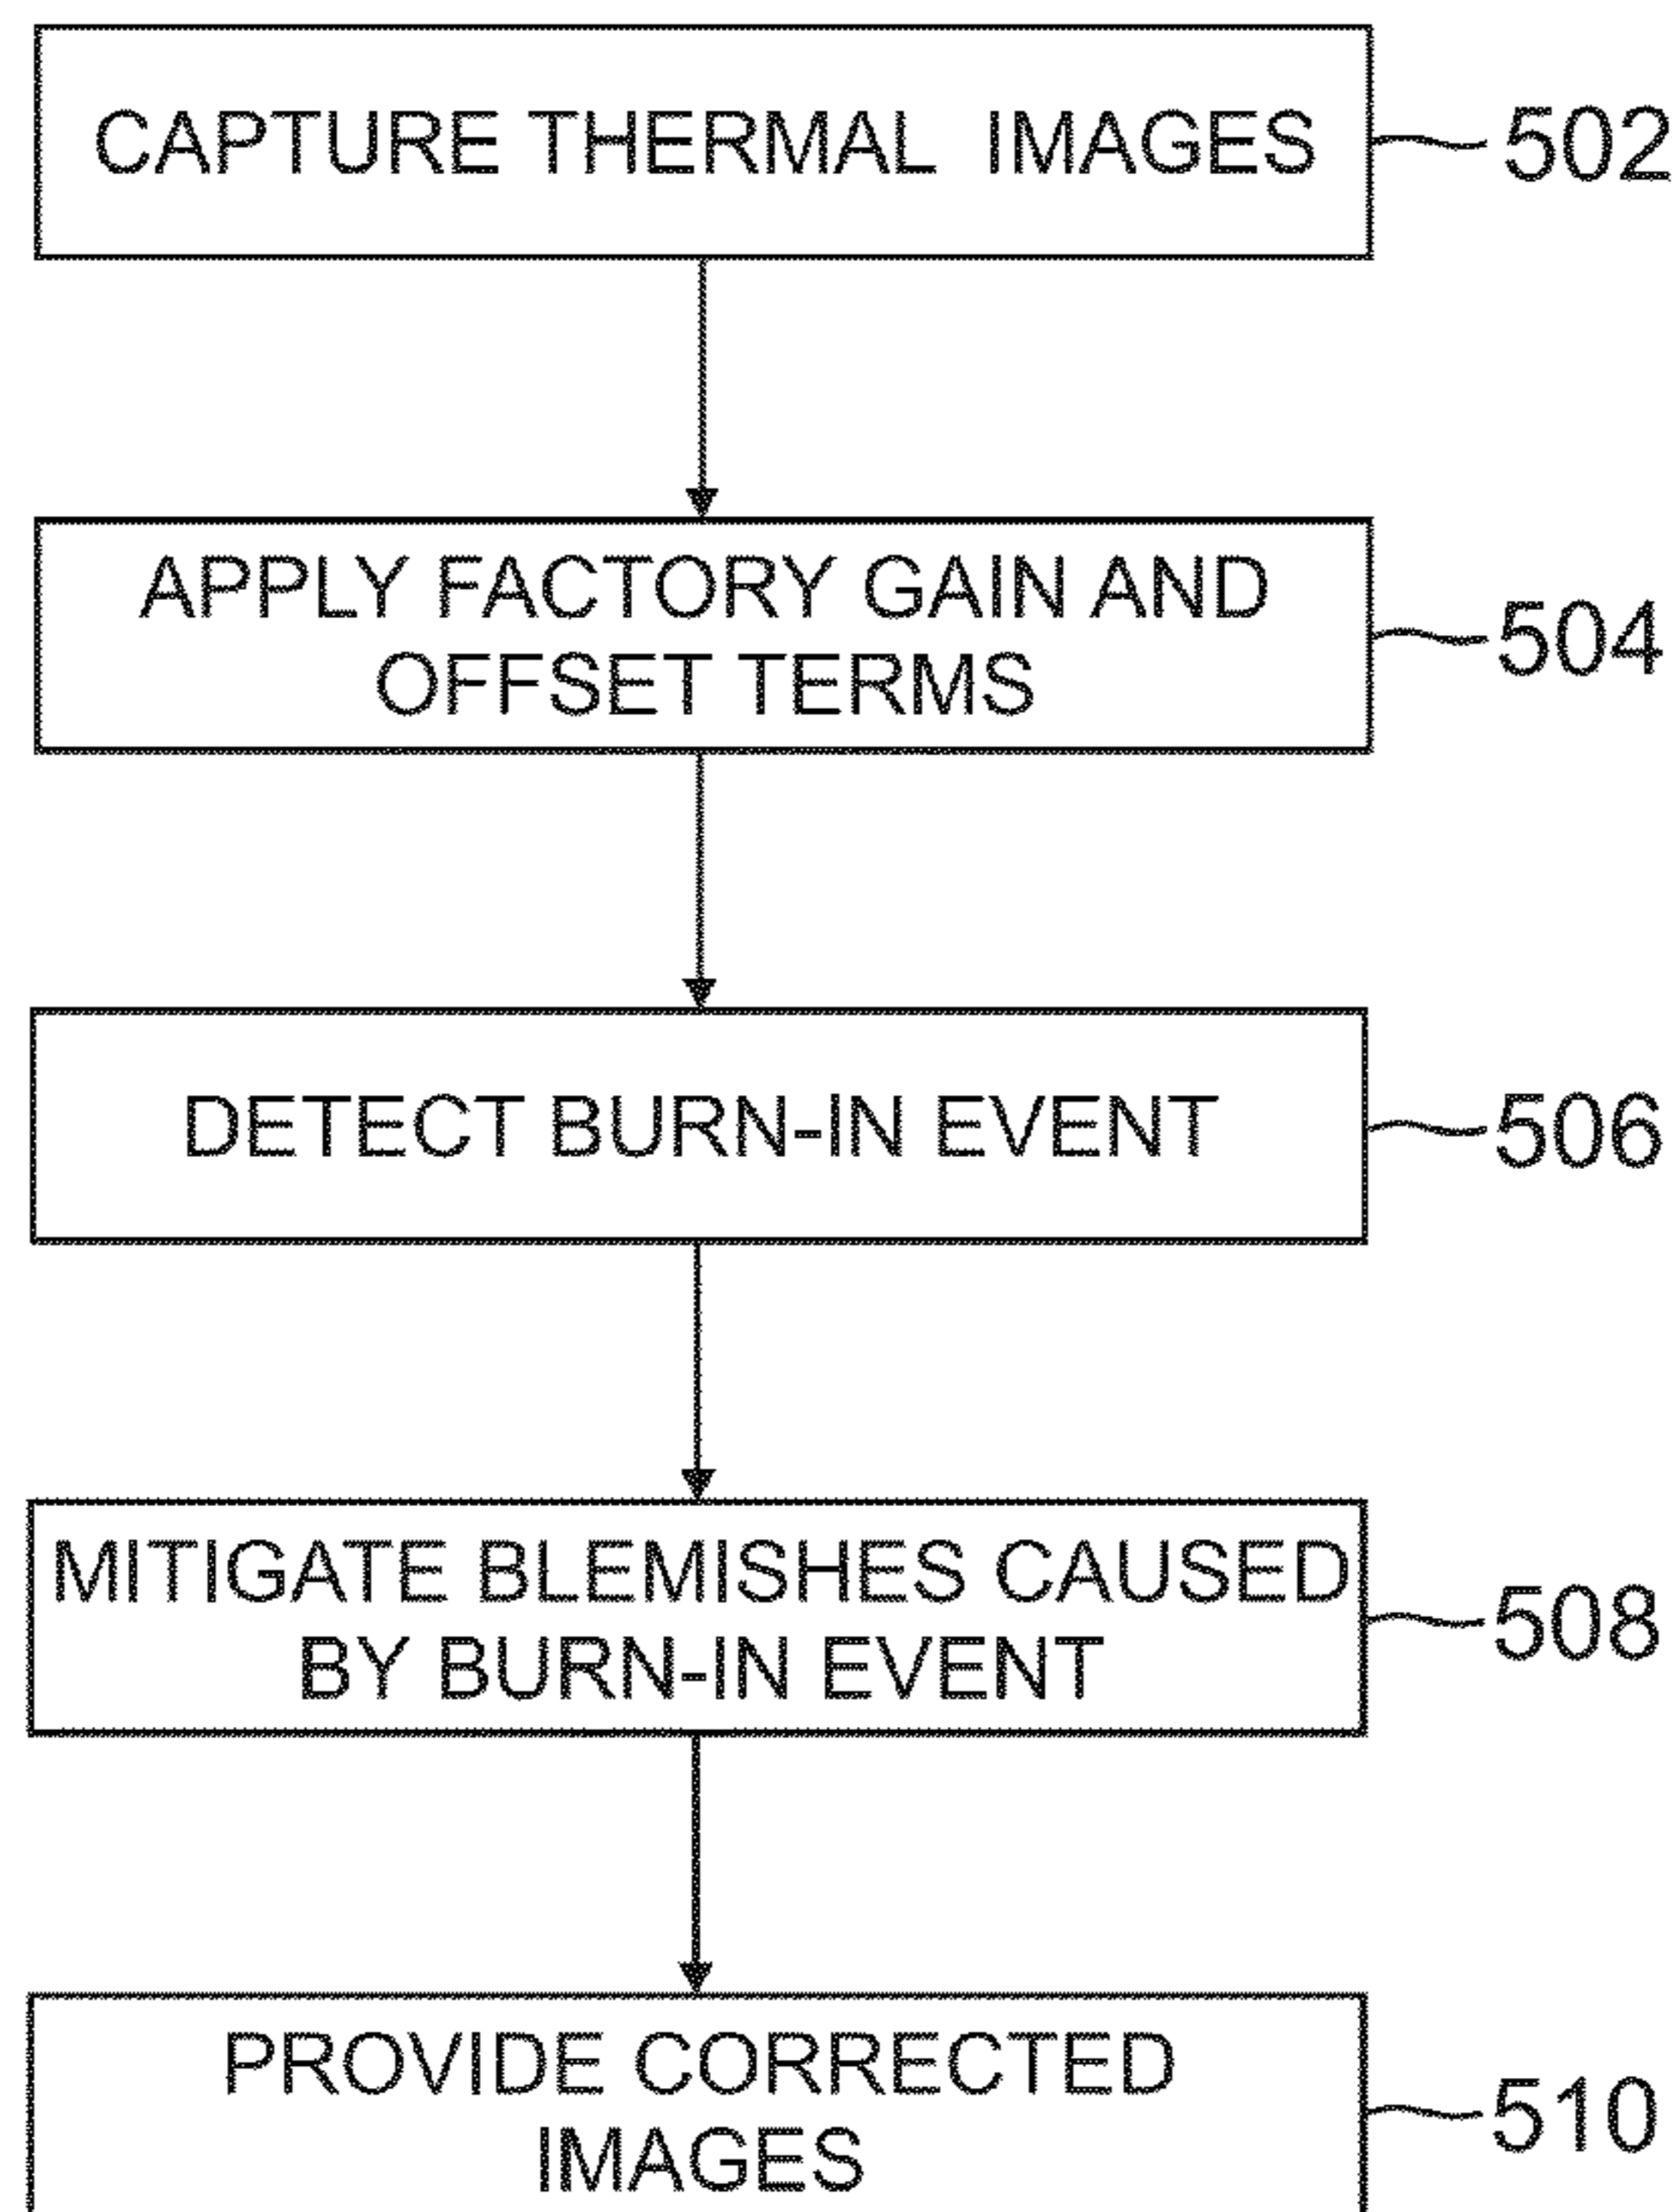 CAPTURE THERMAL IMAGES
502
APPLY FACTORY GAIN AND
OFFSET TERMS
504
DETECT BURN-IN EVENT
506
MITIGATE BLEMISHES CAUSED
BY BURN-IN EVENT
508
PROVIDE CORRECTED
IMAGES
510